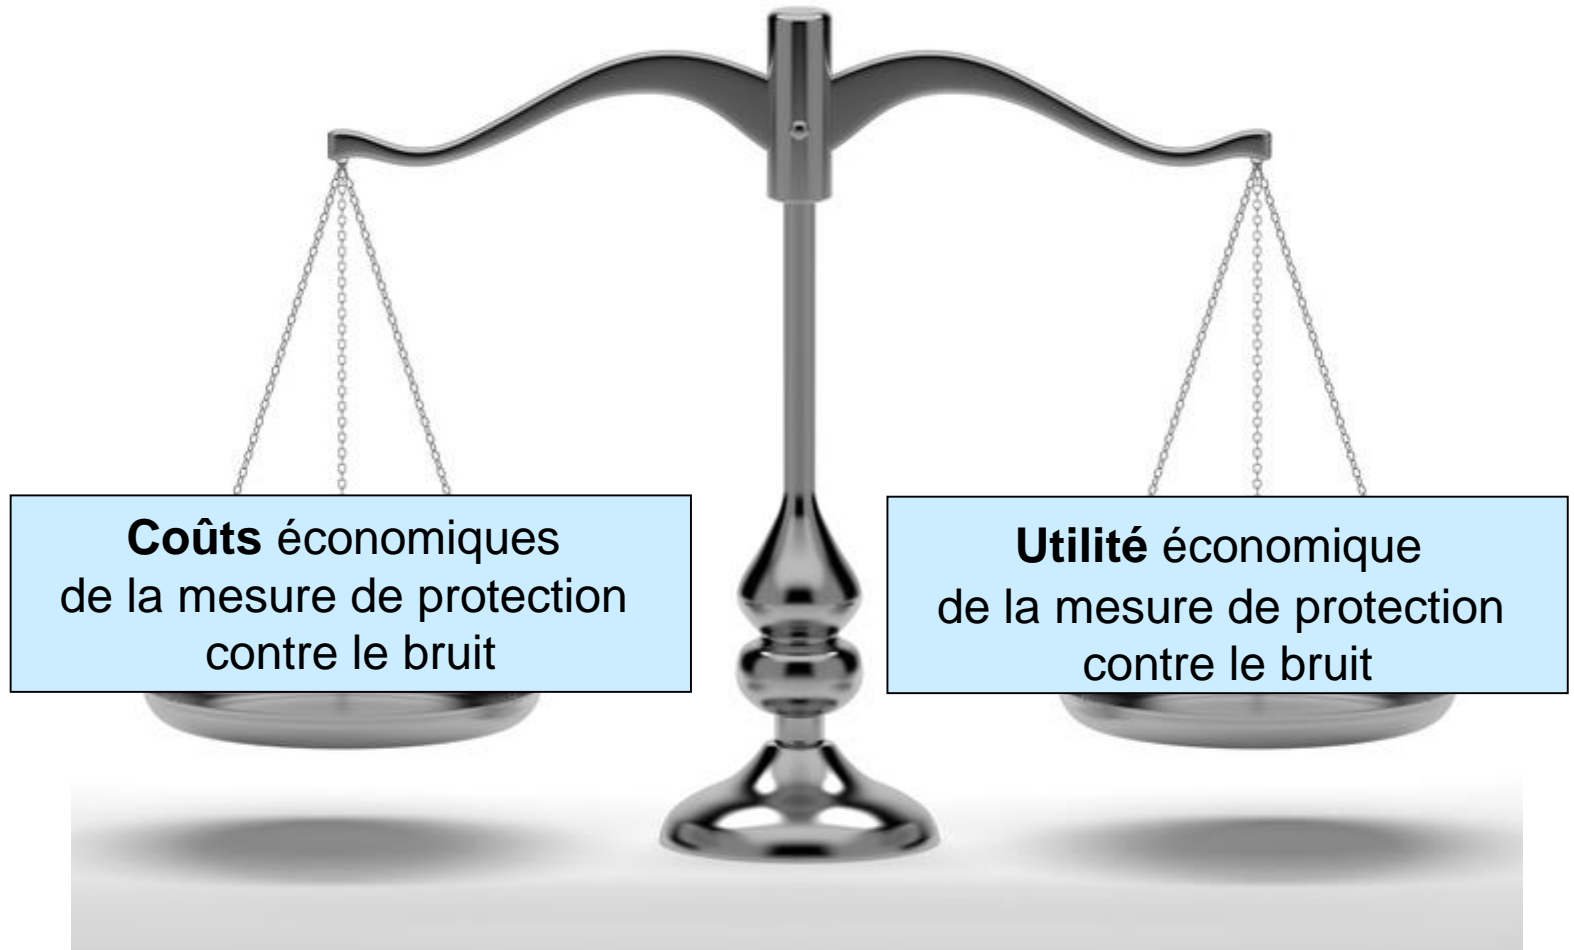 Coûts économiques
de la mesure de protection
contre le bruit
Utilité économique
de la mesure de protection
contre le bruit